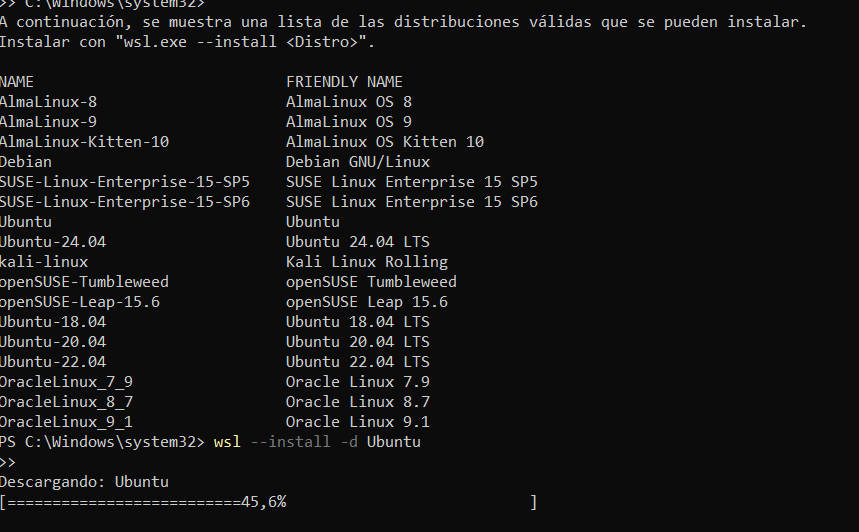 >> C:\Windows\system32>
A continuación, se muestra una lista de las distribuciones válidas que se pueden instalar.
Instalar con "wsl.exe --install <Distro>".
NAME FRIENDLY NAME
AlmaLinux-8 AlmaLinux OS 8
AlmaLinux-9 AlmaLinux OS 9
AlmaLinux-Kitten-10 AlmaLinux OS Kitten 10
Debian Debian GNU/Linux
SUSE-Linux-Enterprise-15-SP5 SUSE Linux Enterprise 15 SP5
SUSE-Linux-Enterprise-15-SP6 SUSE Linux Enterprise 15 SP6
Ubuntu Ubuntu
Ubuntu-24.04 Ubuntu 24.04 LTS
kali-linux Kali Linux Rolling
openSUSE-Tumbleweed openSUSE Tumbleweed
openSUSE-Leap-15.6 openSUSE Leap 15.6
Ubuntu-18.04 Ubuntu 18.04 LTS
Ubuntu-20.04 Ubuntu 20.04 LTS
Ubuntu-22.04 Ubuntu 22.04 LTS
OracleLinux_7_9 Oracle Linux 7.9
OracleLinux_8_7 Oracle Linux 8.7
OracleLinux_9_1 Oracle Linux 9.1
PS C:\Windows\system32> wsl --install -d Ubuntu
>>
Descargando: Ubuntu
[==========================45,6% ]